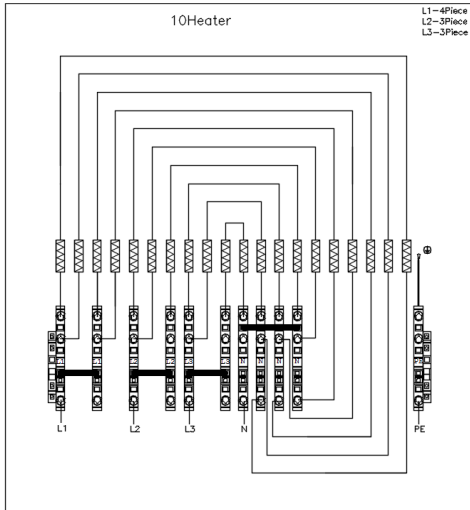 10Heater
L1-4Piece
L2-3Piece
L3-3Piece
N N N N
L1 L2 L3 N PE